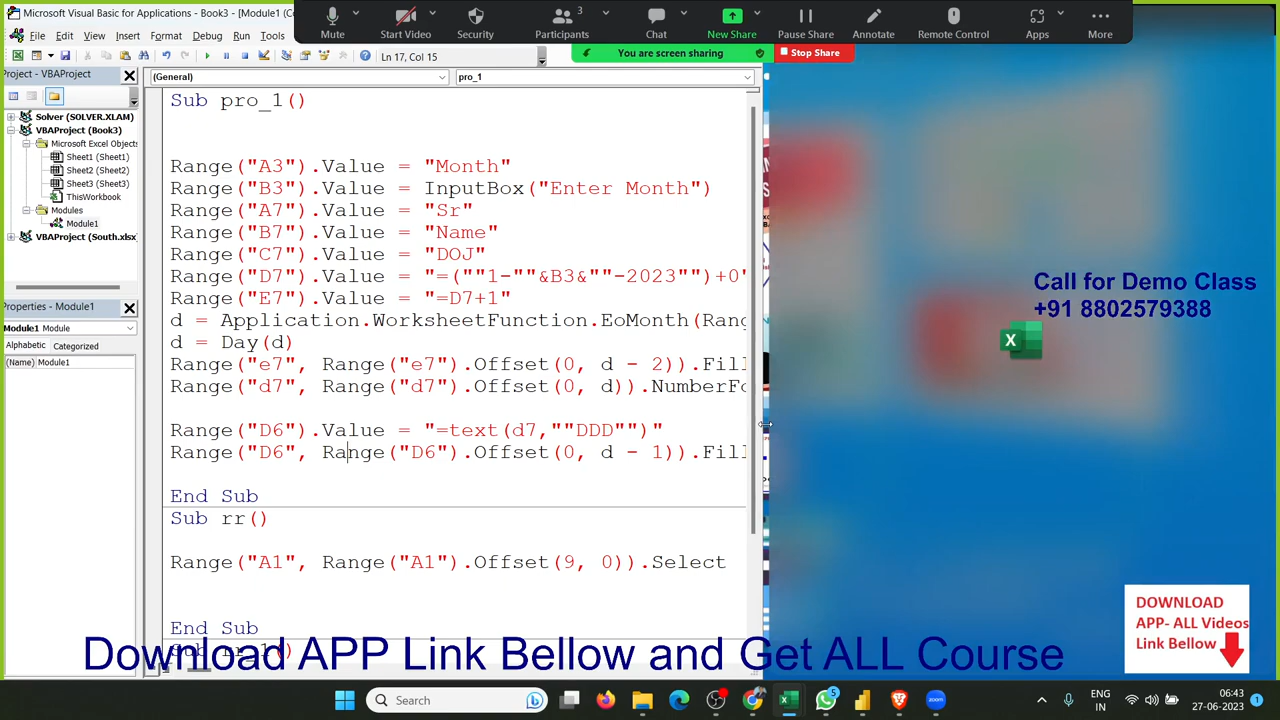 Microsoft Visual Basic for Applications - Book3 - [Module1 (C
Mute
Start Video
Security
3
Participants
Chat
New Share
Pause Share
Annotate
Remote Control
Apps
More
File Edit View Insert Format Debug Run Tools
You are screen sharing
Stop Share
Ln 17, Col 15
Project - VBAProject
(General)
pro_1
Solver (SOLVER.XLAM)
VBAProject (Book3)
Microsoft Excel Objects
Sheet1 (Sheet1)
Sheet2 (Sheet2)
Sheet3 (Sheet3)
ThisWorkbook
Modules
Module1
VBAProject (South.xlsx)
Properties - Module1
Module1 Module
Alphabetic Categorized
(Name) Module1
Sub pro_1()
Range("A3").Value = "Month"
Range("B3").Value = InputBox("Enter Month")
Range("A7").Value = "Sr"
Range("B7").Value = "Name"
Range("C7").Value = "DOJ"
Range("D7").Value = "=(""1-""&B3&""-2023"")+0"
Range("E7").Value = "=D7+1"
d = Application.WorksheetFunction.EoMonth(Ran
d = Day(d)
Range("e7", Range("e7").Offset(0, d - 2)).Fill
Range("d7", Range("d7").Offset(0, d)).NumberFo
Range("D6").Value = "=text(d7,""DDD"")"
Range("D6", Range("D6").Offset(0, d - 1)).Fill
End Sub
Sub rr()
Range("A1", Range("A1").Offset(9, 0)).Select
End Sub
Call for Demo Class
+91 8802579388
DOWNLOAD
APP- ALL Videos
Link Bellow
Download APP Link Bellow and Get ALL Course
Search
5
ENG
IN
06:43
27-06-2023
zoom